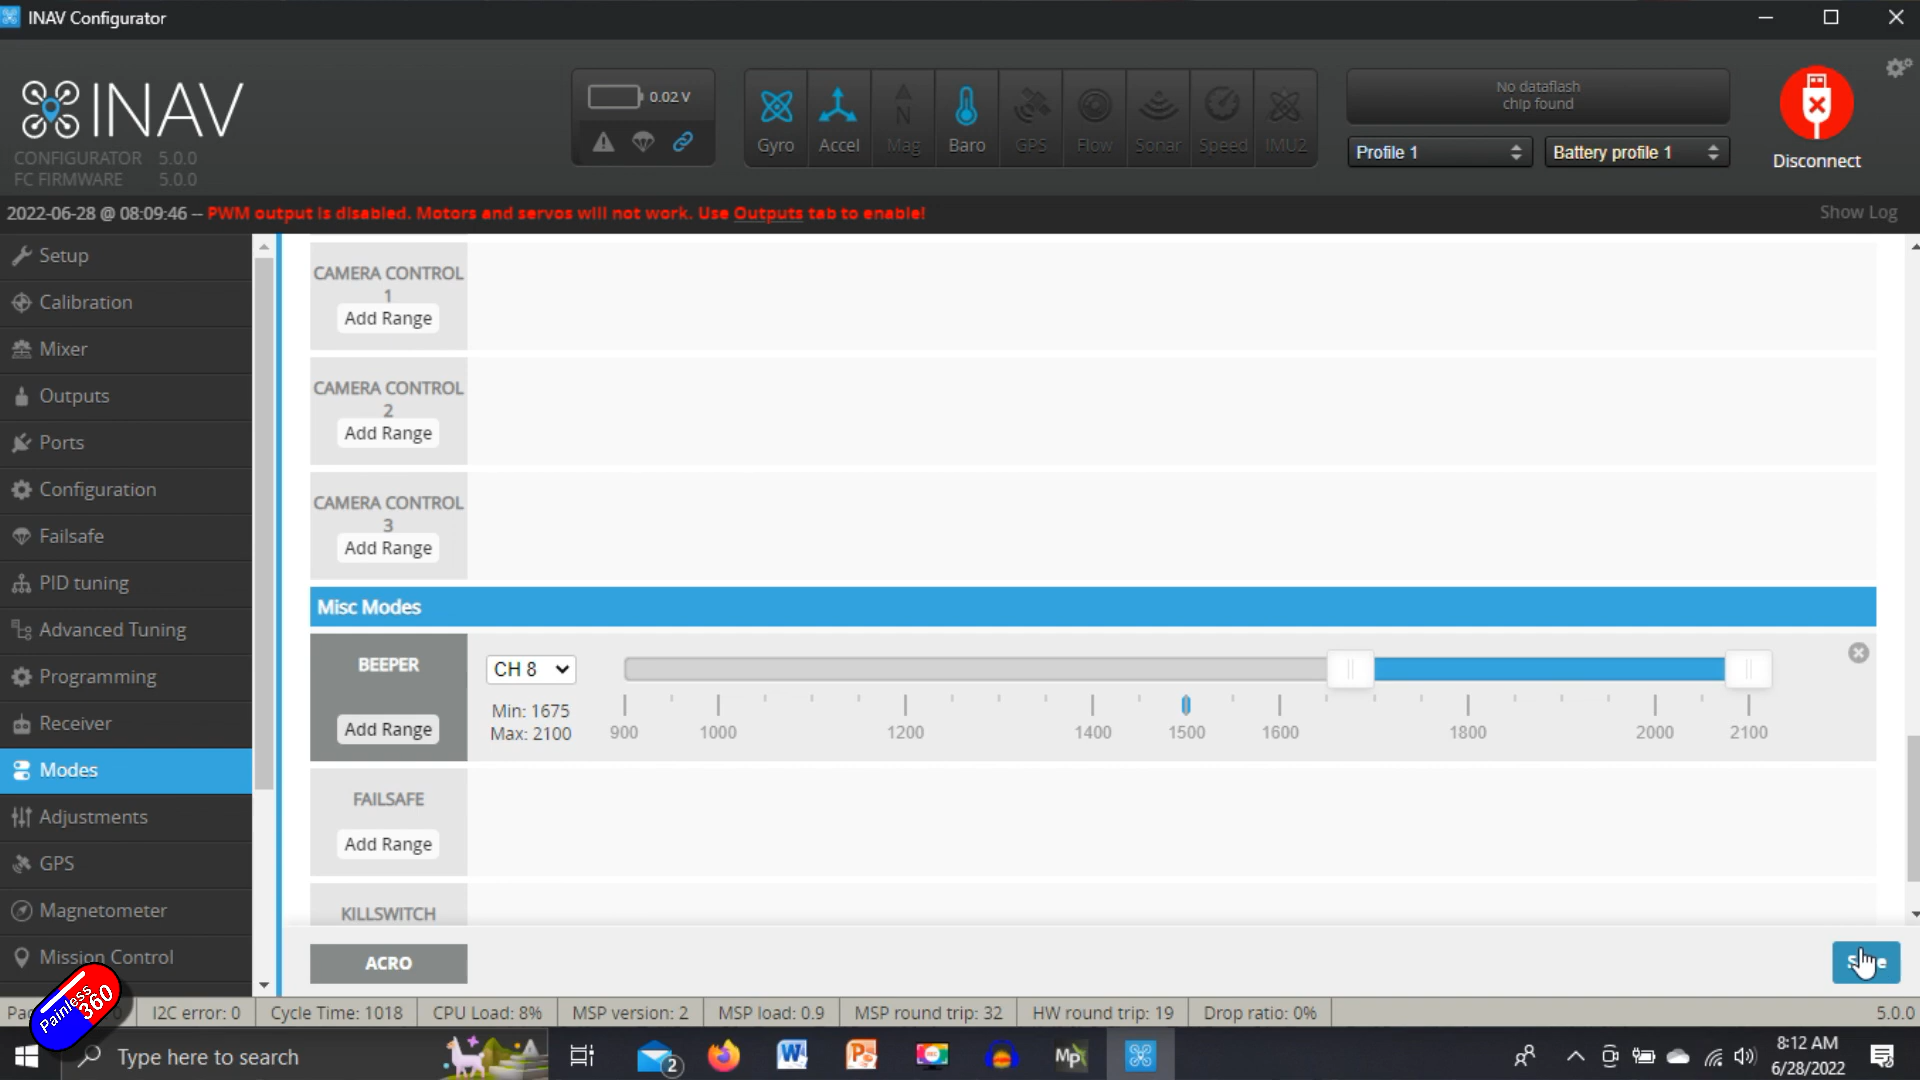 INAV Configurator
INAV
CONFIGURATOR 5.0.0
FC FIRMWARE 5.0.0
0.02 V
Gyro
Accel
Mag
Baro
GPS
Flow
Sonar
Speed
IMU2
No dataflash
chip found
Profile 1
Battery profile 1
Disconnect
2022-06-28 @ 08:09:46 -- PWM output is disabled. Motors and servos will not work. Use Outputs tab to enable!
Show Log
Setup
Calibration
Mixer
Outputs
Ports
Configuration
Failsafe
PID tuning
Advanced Tuning
Programming
Receiver
Modes
Adjustments
GPS
Magnetometer
Mission Control
CAMERA CONTROL
1
Add Range
CAMERA CONTROL
2
Add Range
CAMERA CONTROL
3
Add Range
Misc Modes
BEEPER
Add Range
CH 8
Min: 1675
Max: 2100
900 1000 1200 1400 1500 1600 1800 2000 2100
FAILSAFE
Add Range
KILLSWITCH
ACRO
Painless
360
I2C error: 0
Cycle Time: 1018
CPU Load: 8%
MSP version: 2
MSP load: 0.9
MSP round trip: 32
HW round trip: 19
Drop ratio: 0%
5.0.0
Type here to search
2
W
P
REC
Mp
8:12 AM
6/28/2022